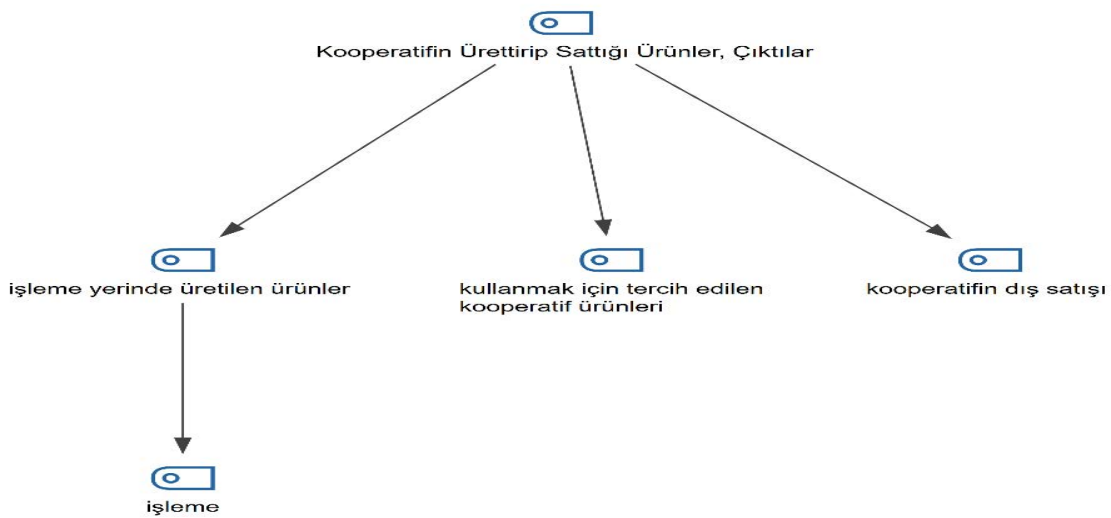 Kooperatifin Ürettirip Sattığı Ürünler, Çıktılar
işleme yerinde üretilen ürünler
kullanmak için tercih edilen
kooperatif ürünleri
kooperatifin dış satışı
işleme